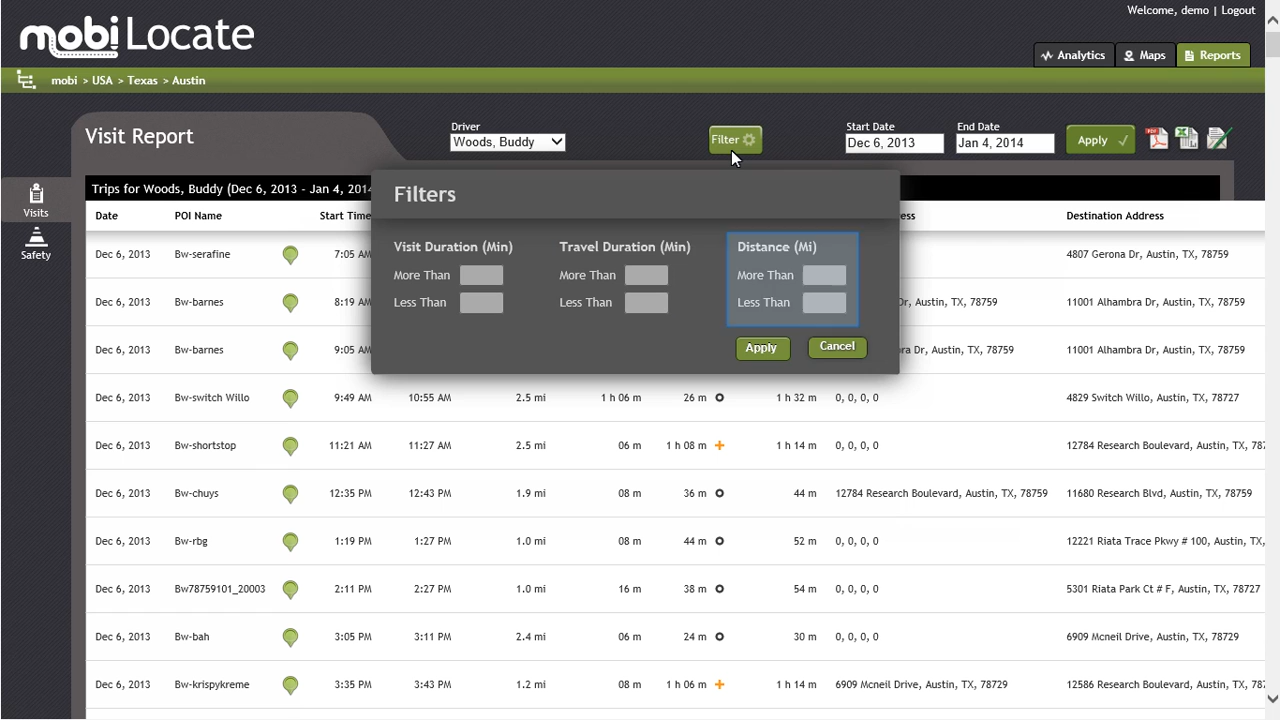 Welcome, demo | Logout
mobi Locate
Analytics
Maps
Reports
mobi > USA > Texas > Austin
Visit Report
Driver
Woods, Buddy
Filter
Start Date
Dec 6, 2013
End Date
Jan 4, 2014
Apply
Visits
Safety
Trips for Woods, Buddy (Dec 6, 2013 - Jan 4, 2014
Filters
Visit Duration (Min)
More Than
Less Than
Travel Duration (Min)
More Than
Less Than
Distance (Mi)
More Than
Less Than
Apply
Cancel
Date POI Name Start Time Destination Address
Dec 6, 2013 Bw-serafine 7:05 AM 4807 Gerona Dr, Austin, TX, 78759
Dec 6, 2013 Bw-barnes 8:19 AM Dr, Austin, TX, 78759 11001 Alhambra Dr, Austin, TX, 78759
Dec 6, 2013 Bw-barnes 9:05 AM ra Dr, Austin, TX, 78759 11001 Alhambra Dr, Austin, TX, 78759
Dec 6, 2013 Bw-switch Willo 9:49 AM 10:55 AM 2.5 mi 1 h 06 m 26 m 1 h 32 m 0, 0, 0, 0 4829 Switch Willo, Austin, TX, 78727
Dec 6, 2013 Bw-shortstop 11:21 AM 11:27 AM 2.5 mi 06 m 1 h 08 m 1 h 14 m 0, 0, 0, 0 12784 Research Boulevard, Austin, TX, 787
Dec 6, 2013 Bw-chuys 12:35 PM 12:43 PM 1.9 mi 08 m 36 m 44 m 12784 Research Boulevard, Austin, TX, 78759 11680 Research Blvd, Austin, TX, 78759
Dec 6, 2013 Bw-rbg 1:19 PM 1:27 PM 1.0 mi 08 m 44 m 52 m 0, 0, 0, 0 12221 Riata Trace Pkwy # 100, Austin, TX,
Dec 6, 2013 Bw78759101_20003 2:11 PM 2:27 PM 1.0 mi 16 m 38 m 54 m 0, 0, 0, 0 5301 Riata Park Ct # F, Austin, TX, 78727
Dec 6, 2013 Bw-bah 3:05 PM 3:11 PM 2.4 mi 06 m 24 m 30 m 0, 0, 0, 0 6909 Mcneil Drive, Austin, TX, 78729
Dec 6, 2013 Bw-krispykreme 3:35 PM 3:43 PM 1.2 mi 08 m 1 h 06 m 1 h 14 m 6909 Mcneil Drive, Austin, TX, 78729 12586 Research Boulevard, Austin, TX, 787